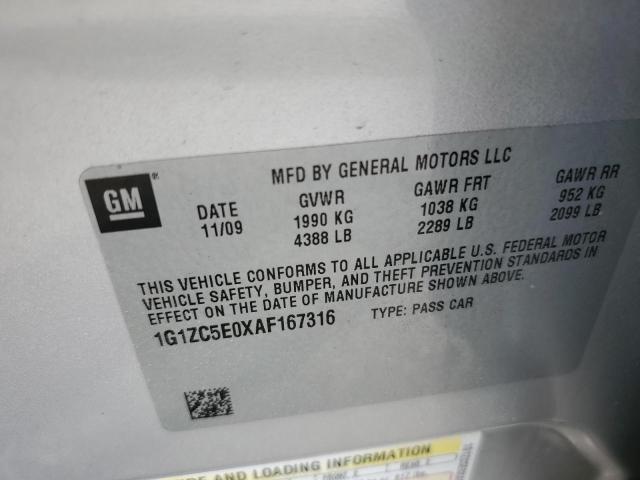 GM
MFD BY GENERAL MOTORS LLC
DATE GVWR GAWR FRT GAWR RR
11/09 1990 KG 1038 KG 952 KG
4388 LB 2289 LB 2099 LB
THIS VEHICLE CONFORMS TO ALL APPLICABLE U.S. FEDERAL MOTOR
VEHICLE SAFETY, BUMPER, AND THEFT PREVENTION STANDARDS IN
EFFECT ON THE DATE OF MANUFACTURE SHOWN ABOVE.
1G1ZC5E0XAF167316 TYPE: PASS CAR
AND LOADING INFORMATION